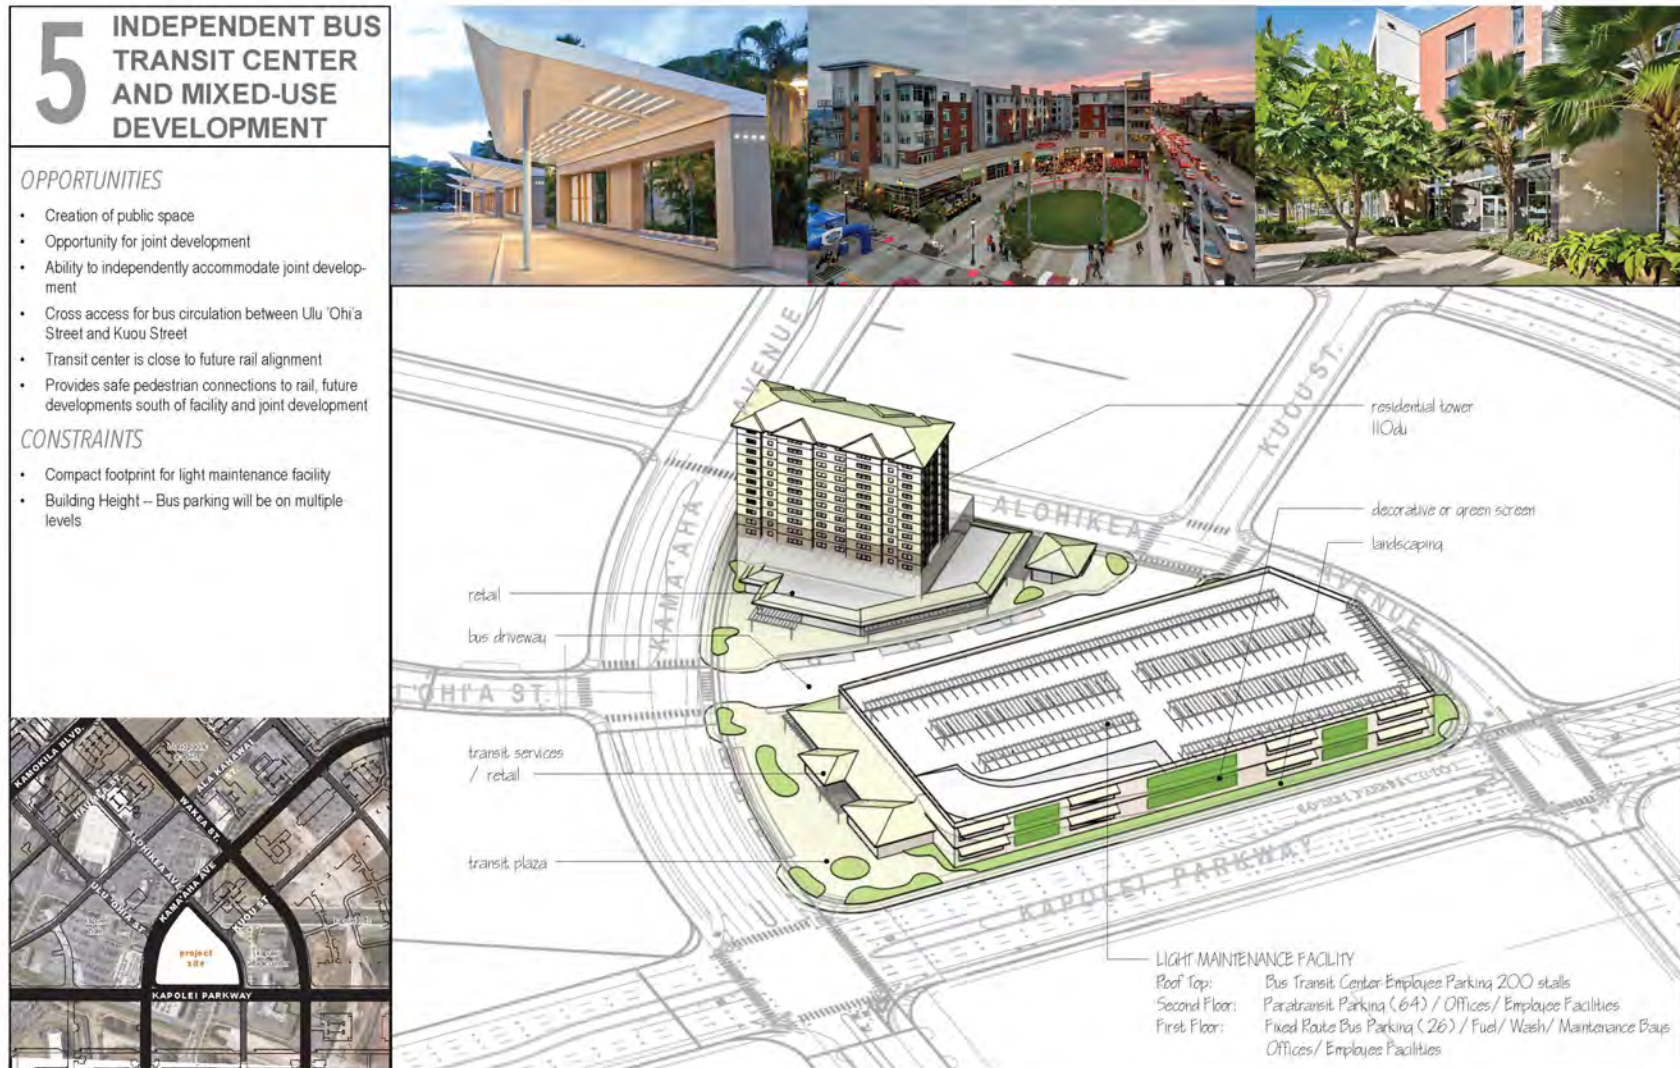 5
INDEPENDENT BUS
TRANSIT CENTER
AND MIXED-USE
DEVELOPMENT
OPPORTUNITIES
• Creation of public space
• Opportunity for joint development
• Ability to independently accommodate joint develop-
ment
• Cross access for bus circulation between Ulu 'Ohi'a
Street and Kuou Street
• Transit center is close to future rail alignment
• Provides safe pedestrian connections to rail, future
developments south of facility and joint development
CONSTRAINTS
• Compact footprint for light maintenance facility
• Building Height -- Bus parking will be on multiple
levels
KAMOKILA BLVD.
ALA KAHAWAI
ST.
WAKEA ST.
ALOHIKEA AVE
KAMA'AHA AVE
ULU 'OHI'A ST.
KUOU ST
project
site
KAPOLEI PARKWAY
AVENUE
KAMA'AHA
KUOU ST.
ALOHIKEA
AVENUE
'OHI'A ST.
KAPOLEI PARKWAY
residential tower
110du
decorative or green screen
landscaping
retail
bus driveway
transit services
/ retail
transit plaza
LIGHT MAINTENANCE FACILITY
Roof Top: Bus Transit Center Employee Parking 200 stalls
Second Floor: Paratransit Parking (64) / Offices/ Employee Facilities
First Floor: Fixed Route Bus Parking (26) / Fuel/ Wash/ Maintenance Bays
Offices/ Employee Facilities